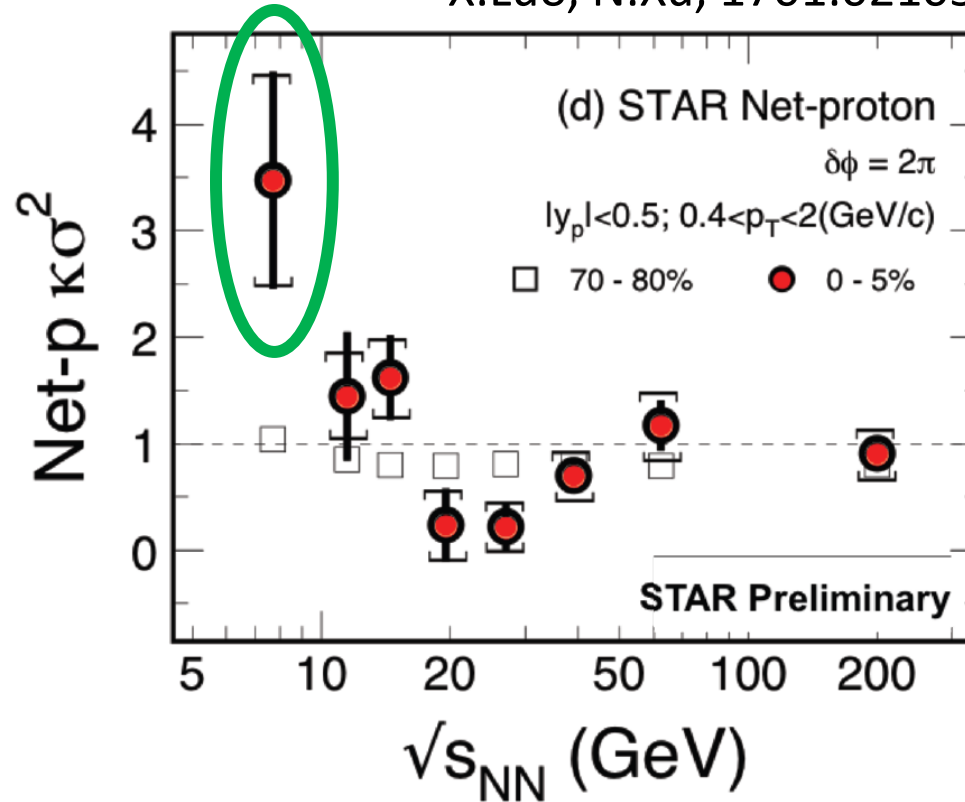 4
3
2
1
0
Net-p κσ²
(d) STAR Net-proton
δϕ = 2π
|yₚ|<0.5; 0.4<p_T<2(GeV/c)
70 - 80% 0 - 5%
STAR Preliminary
5 10 20 50 100 200
√s_NN (GeV)